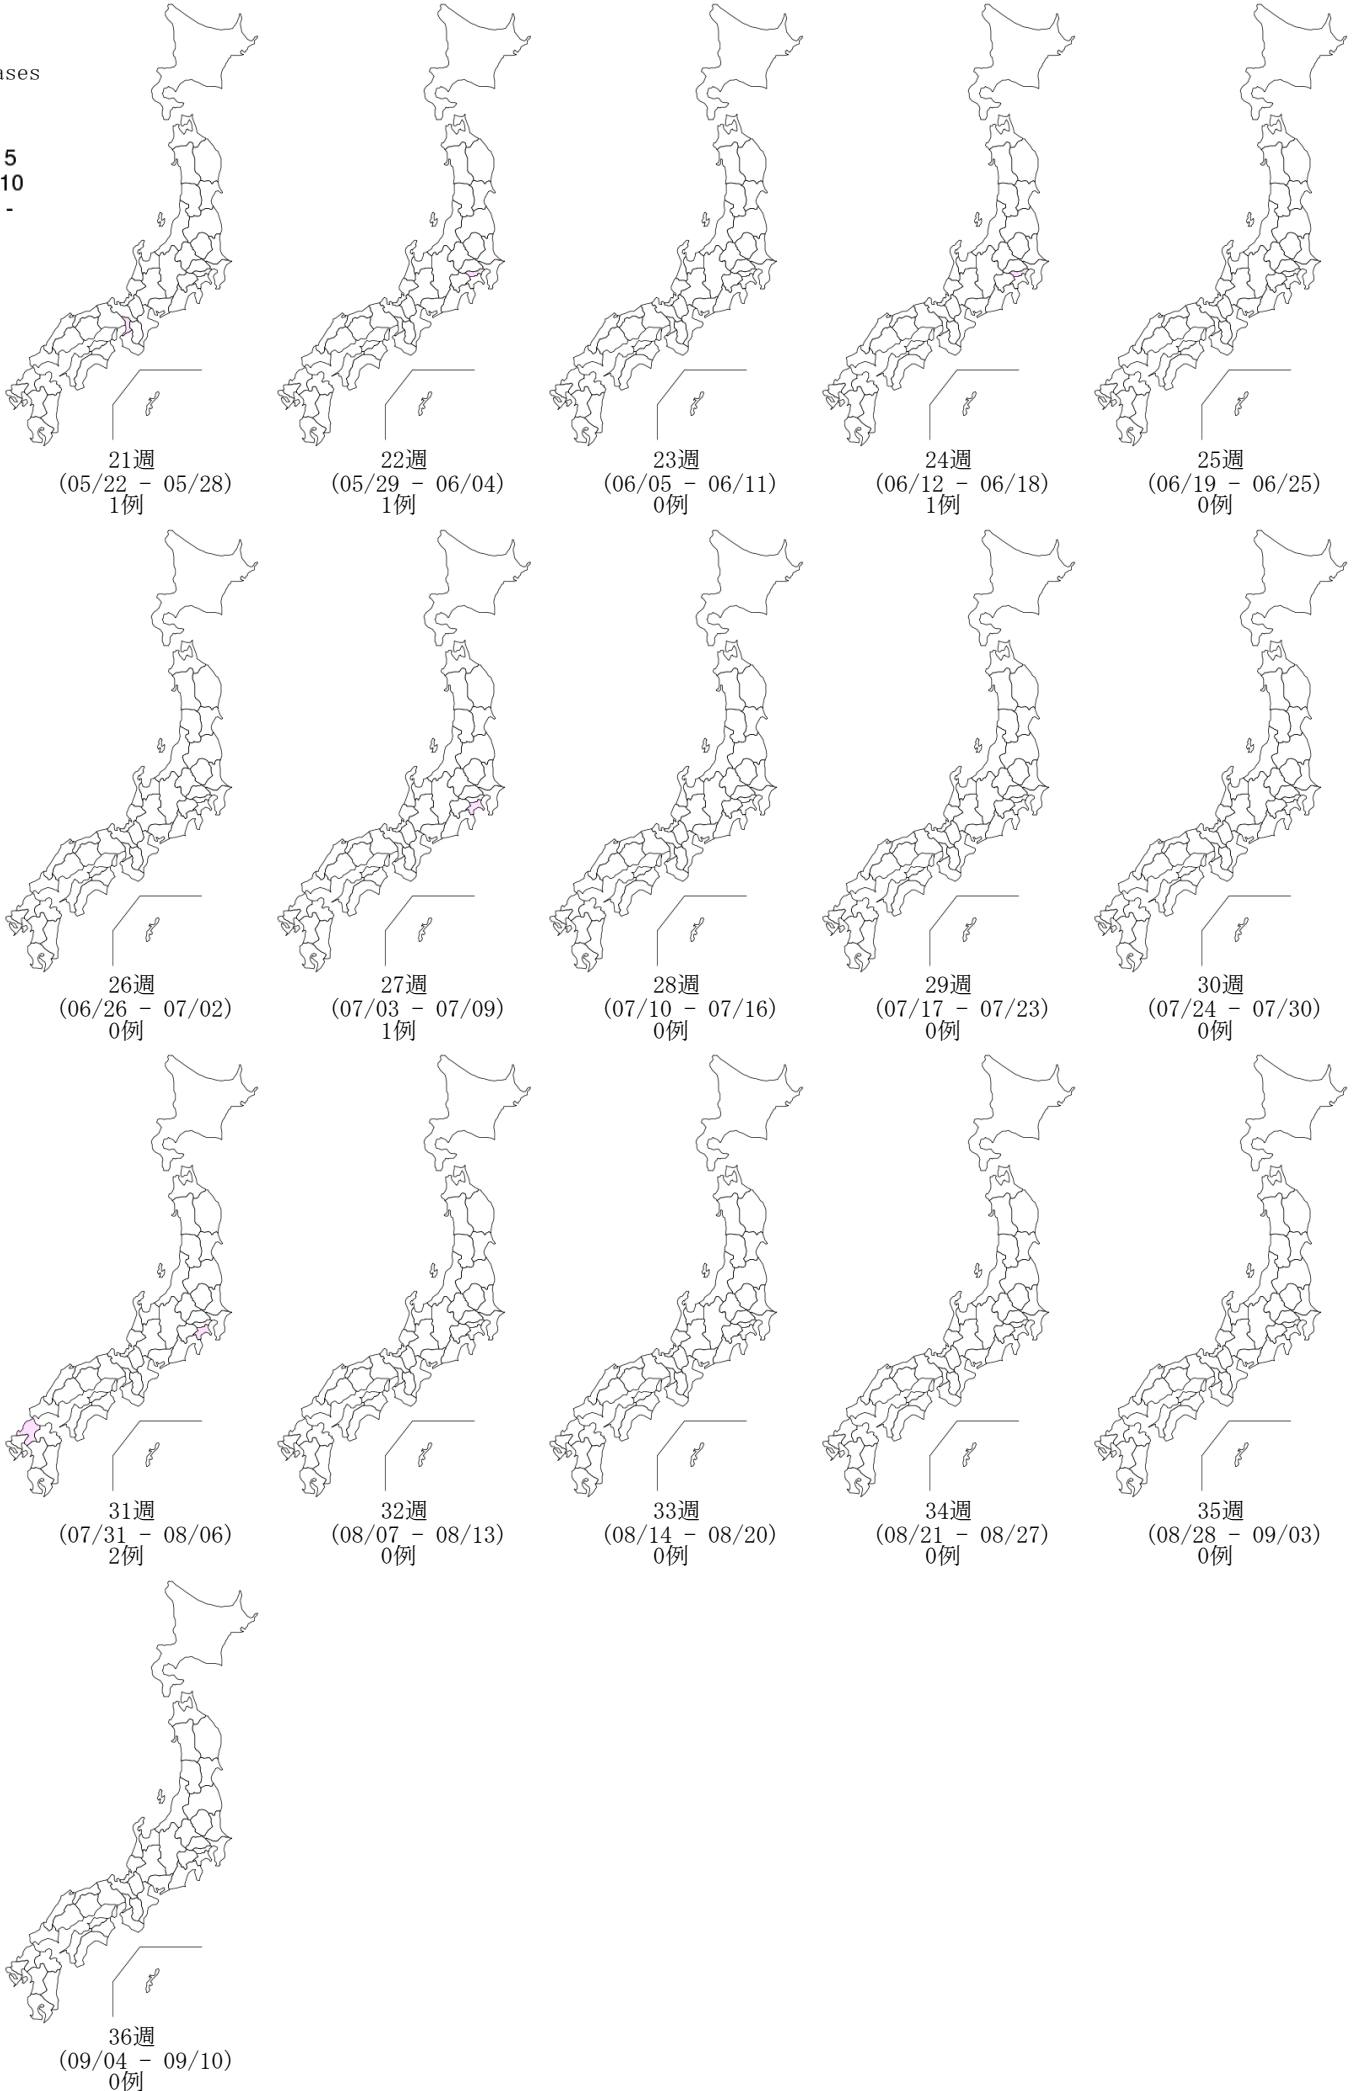 5
10
-
21週
(05/22 - 05/28)
1例
22週
(05/29 - 06/04)
1例
23週
(06/05 - 06/11)
0例
24週
(06/12 - 06/18)
1例
25週
(06/19 - 06/25)
0例
26週
(06/26 - 07/02)
0例
27週
(07/03 - 07/09)
1例
28週
(07/10 - 07/16)
0例
29週
(07/17 - 07/23)
0例
30週
(07/24 - 07/30)
0例
31週
(07/31 - 08/06)
2例
32週
(08/07 - 08/13)
0例
33週
(08/14 - 08/20)
0例
34週
(08/21 - 08/27)
0例
35週
(08/28 - 09/03)
0例
36週
(09/04 - 09/10)
0例